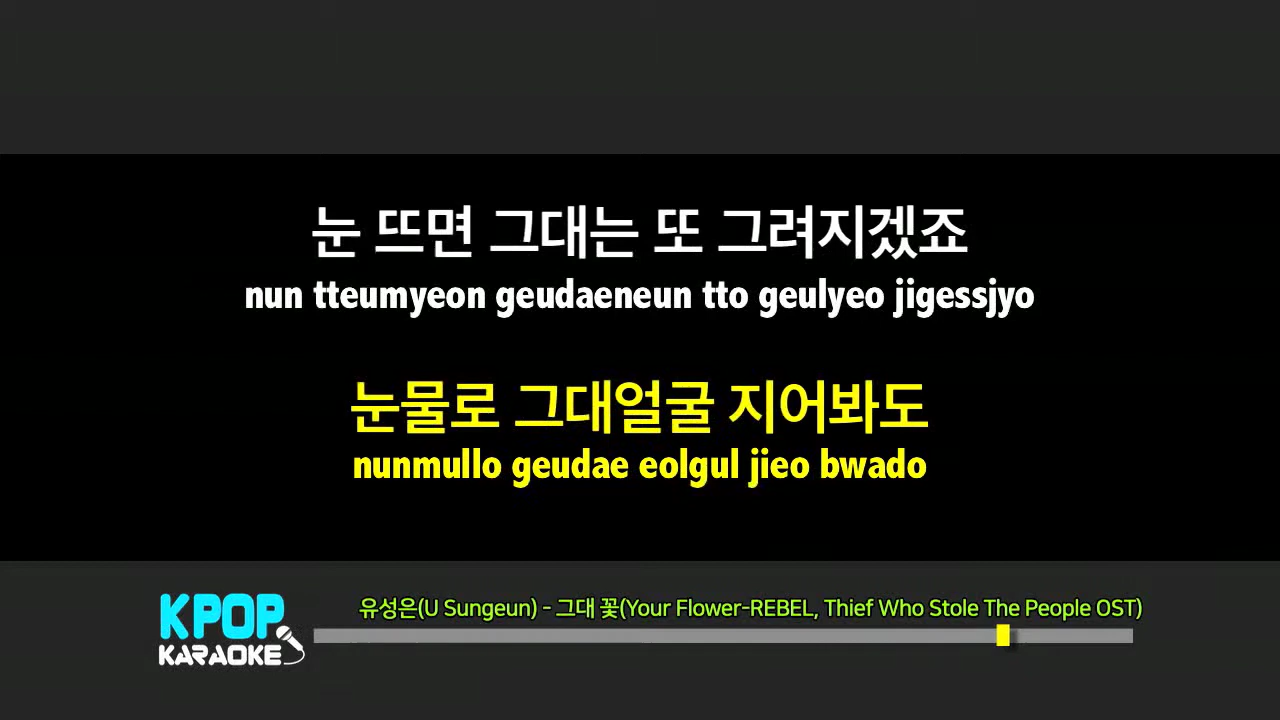 눈 뜨면 그대는 또 그려지겠죠
nun tteumyeon geudaeneun tto geulyeo jigessjyo
눈물로 그대얼굴 지어봐도
nunmullo geudae eolgul jieo bwado
유성은(U Sungeun) - 그대 꽃(Your Flower-REBEL, Thief Who Stole The People OST)
KPOP
KARAOKE